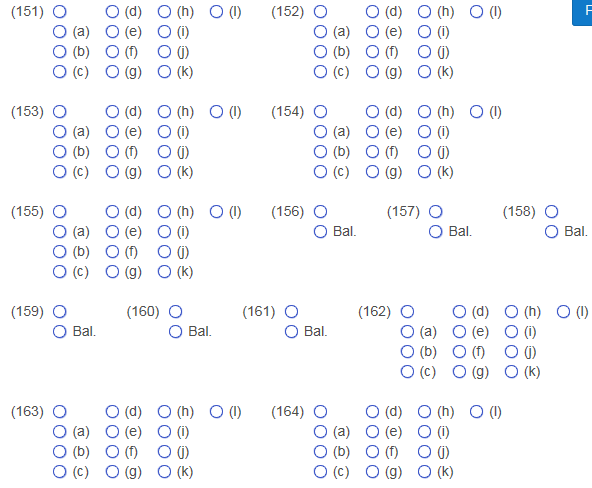 (151) (d) (h) (l) (152) (d) (h) (l)
(a) (e) (i) (a) (e) (i)
(b) (f) (j) (b) (f) (j)
(c) (g) (k) (c) (g) (k)
(153) (d) (h) (l) (154) (d) (h) (l)
(a) (e) (i) (a) (e) (i)
(b) (f) (j) (b) (f) (j)
(c) (g) (k) (c) (g) (k)
(155) (d) (h) (l) (156) (157) (158)
(a) (e) (i) Bal. Bal. Bal.
(b) (f) (j)
(c) (g) (k)
(159) (160) (161) (162) (d) (h) (l)
Bal. Bal. Bal. (a) (e) (i)
(b) (f) (j)
(c) (g) (k)
(163) (d) (h) (l) (164) (d) (h) (l)
(a) (e) (i) (a) (e) (i)
(b) (f) (j) (b) (f) (j)
(c) (g) (k) (c) (g) (k)